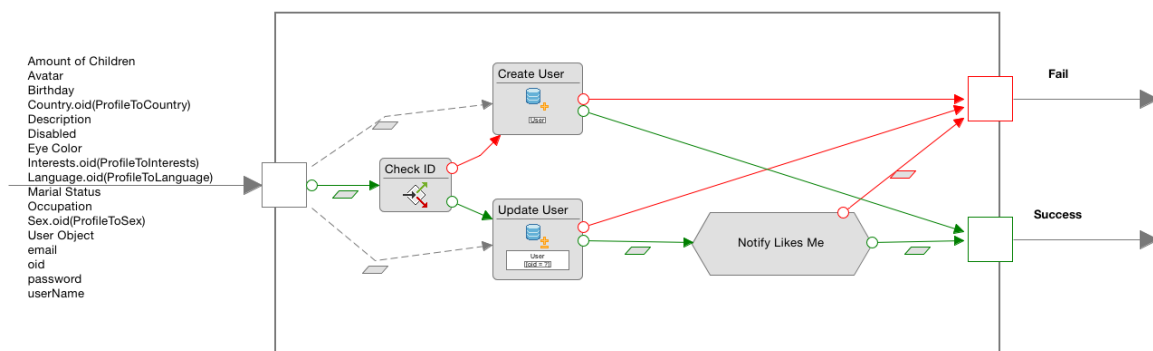 Amount of Children
Avatar
Birthday
Country.oid(ProfileToCountry)
Description
Disabled
Eye Color
Interests.oid(ProfileToInterests)
Language.oid(ProfileToLanguage)
Marial Status
Occupation
Sex.oid(ProfileToSex)
User Object
email
oid
password
userName
Create User
User
Check ID
Update User
User
[oid = ?]
Notify Likes Me
Fail
Success